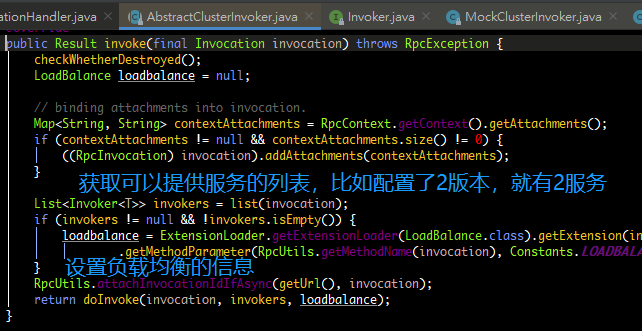 ationHandler.java AbstractClusterInvoker.java Invoker.java MockClusterInvoker.java
public Result invoke(final Invocation invocation) throws RpcException {
checkWhetherDestroyed();
LoadBalance loadbalance = null;
// binding attachments into invocation.
Map<String, String> contextAttachments = RpcContext.getContext().getAttachments();
if (contextAttachments != null && contextAttachments.size() != 0) {
((RpcInvocation) invocation).addAttachments(contextAttachments);
}
获取可以提供服务的列表，比如配置了2版本，就有2服务
List<Invoker<T>> invokers = list(invocation);
if (invokers != null && !invokers.isEmpty()) {
loadbalance = ExtensionLoader.getExtensionLoader(LoadBalance.class).getExtension(in
.getMethodParameter(RpcUtils.getMethodName(invocation), Constants.LOADBALA
}
设置负载均衡的信息
RpcUtils.attachInvocationIdIfAsync(getUrl(), invocation);
return doInvoke(invocation, invokers, loadbalance);
}